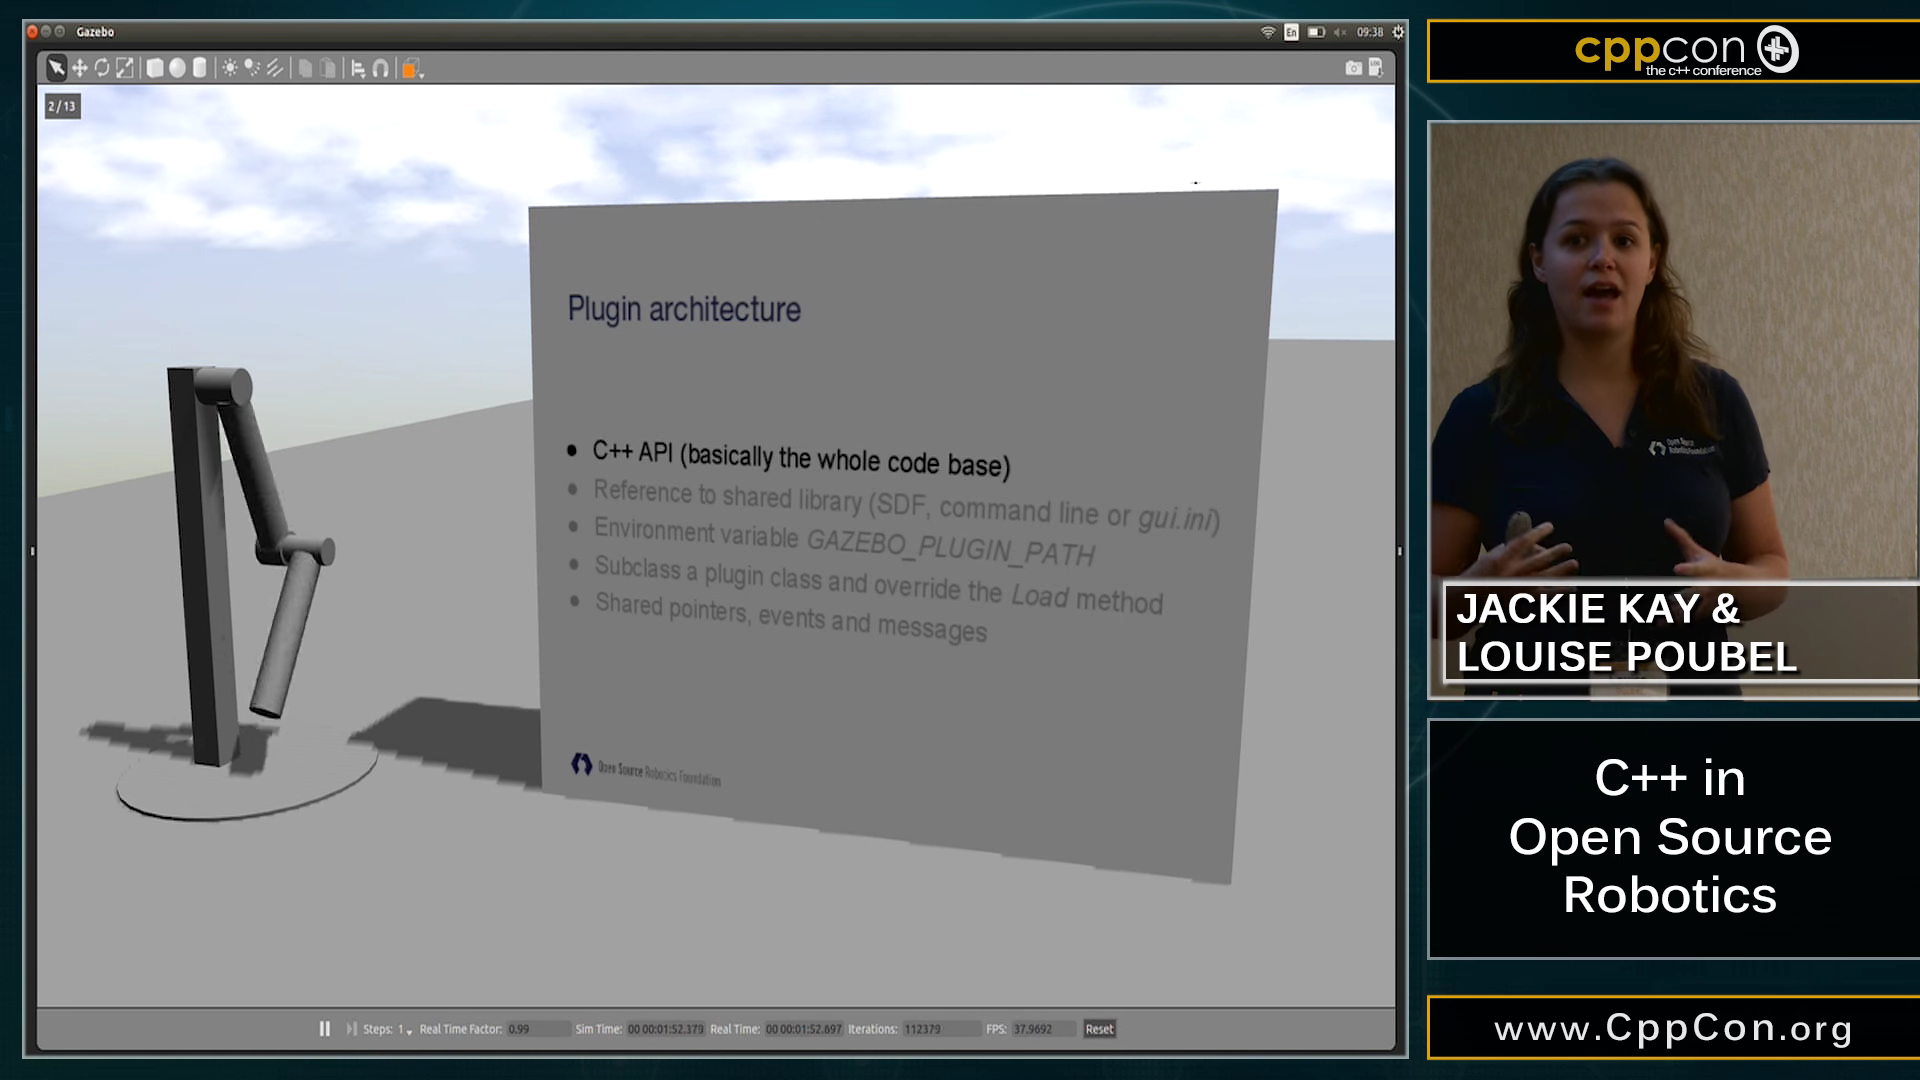 Gazebo
En
09:38
2/13
Plugin architecture
• C++ API (basically the whole code base)
• Reference to shared library (SDF, command line or gui.ini)
• Environment variable GAZEBO_PLUGIN_PATH
• Subclass a plugin class and override the Load method
• Shared pointers, events and messages
Open Source Robotics Foundation
Steps: 1 Real Time Factor: 0.99 Sim Time: 00 00:01:52.379 Real Time: 00 00:01:52.697 Iterations: 112379 FPS: 37.9692 Reset
cppcon
the c++ conference
Open Source
JACKIE KAY &
LOUISE POUBEL
C++ in
Open Source
Robotics
www.CppCon.org